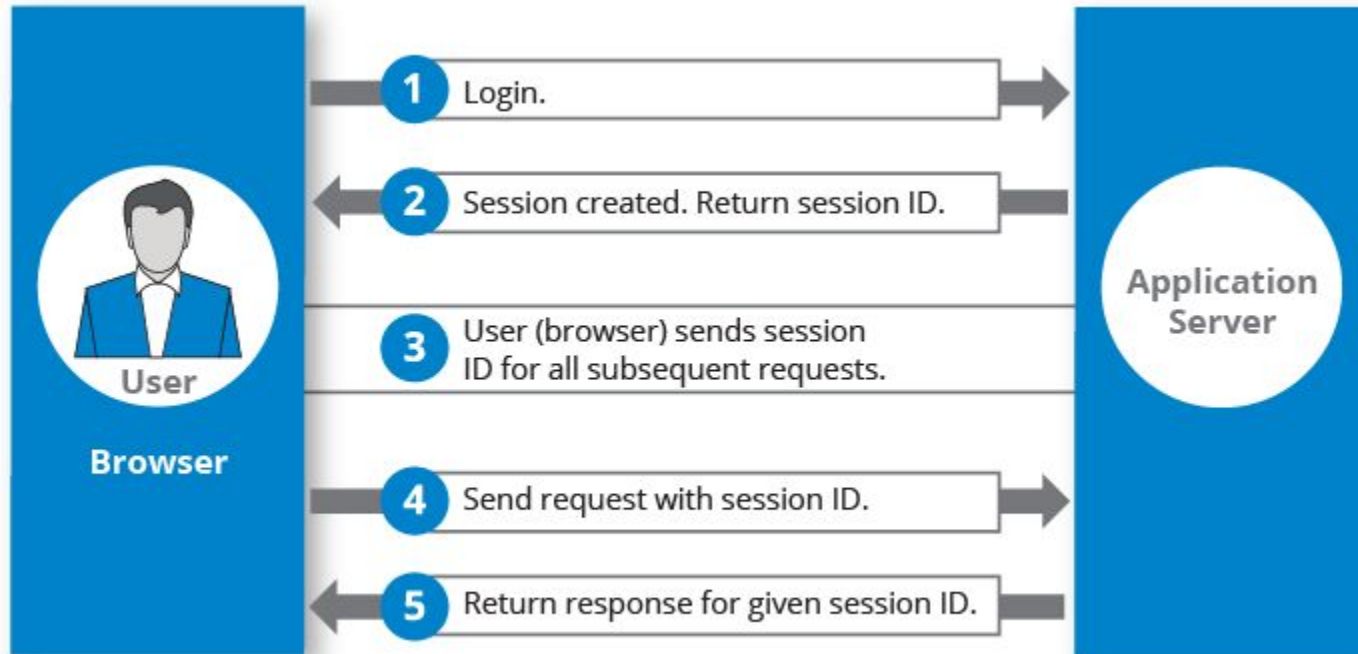 1 Login.
2 Session created. Return session ID.
3 User (browser) sends session
ID for all subsequent requests.
4 Send request with session ID.
5 Return response for given session ID.
User
Browser
Application
Server